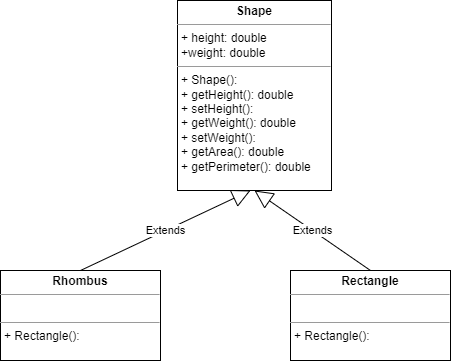 Shape
+ height: double
+weight: double
+ Shape():
+ getHeight(): double
+ setHeight():
+ getWeight(): double
+ setWeight():
+ getArea(): double
+ getPerimeter(): double
Extends
Extends
Rhombus
+ Rectangle():
Rectangle
+ Rectangle():